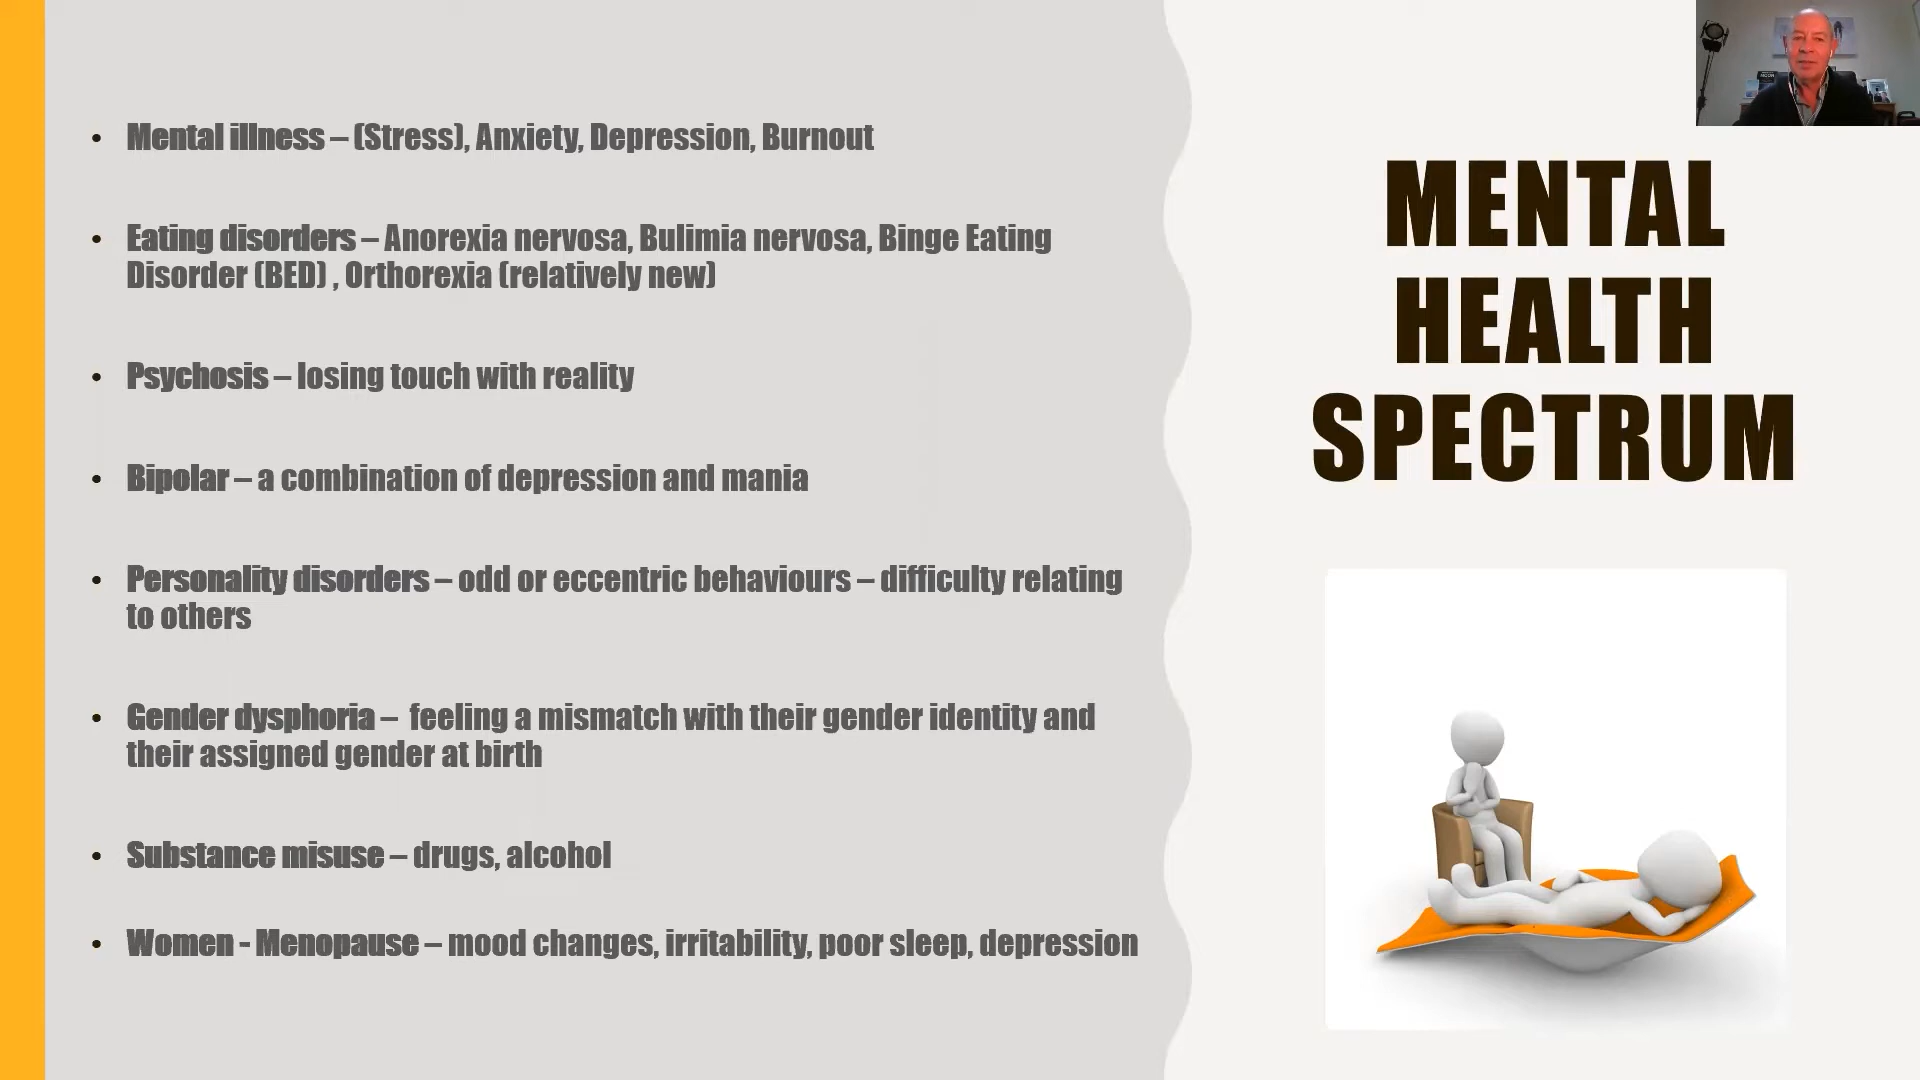 • Mental illness – (Stress), Anxiety, Depression, Burnout
• Eating disorders – Anorexia nervosa, Bulimia nervosa, Binge Eating
Disorder (BED) , Orthorexia (relatively new)
• Psychosis – losing touch with reality
• Bipolar – a combination of depression and mania
• Personality disorders – odd or eccentric behaviours – difficulty relating
to others
• Gender dysphoria –  feeling a mismatch with their gender identity and
their assigned gender at birth
• Substance misuse – drugs, alcohol
• Women - Menopause – mood changes, irritability, poor sleep, depression
MENTAL
HEALTH
SPECTRUM